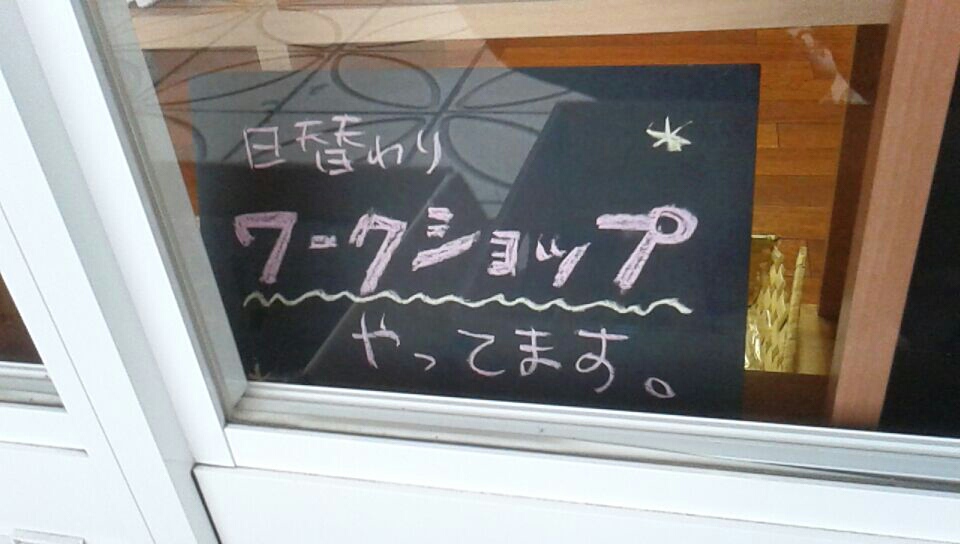 日替わり
ワークショップ
やってます。